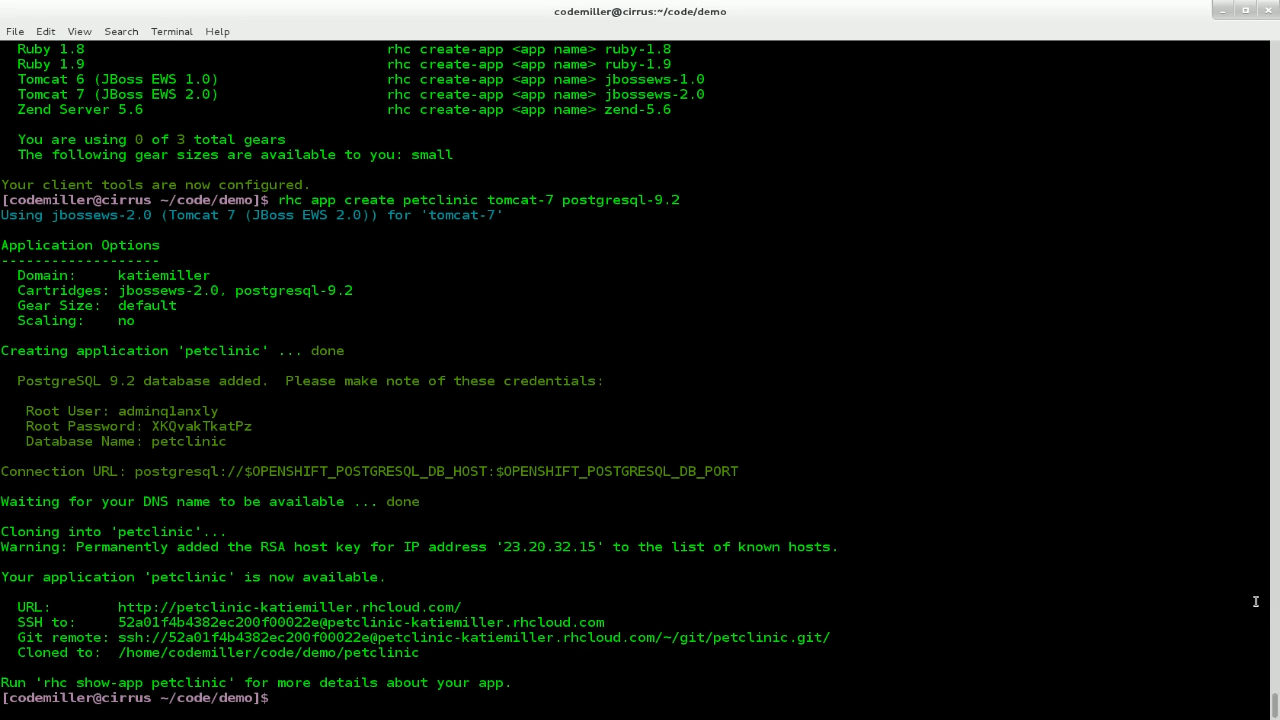 codemiller@cirrus:~/code/demo
File Edit View Search Terminal Help
Ruby 1.8 rhc create-app <app name> ruby-1.8
Ruby 1.9 rhc create-app <app name> ruby-1.9
Tomcat 6 (JBoss EWS 1.0) rhc create-app <app name> jbossews-1.0
Tomcat 7 (JBoss EWS 2.0) rhc create-app <app name> jbossews-2.0
Zend Server 5.6 rhc create-app <app name> zend-5.6
You are using 0 of 3 total gears
The following gear sizes are available to you: small
Your client tools are now configured.
[codemiller@cirrus ~/code/demo]$ rhc app create petclinic tomcat-7 postgresql-9.2
Using jbossews-2.0 (Tomcat 7 (JBoss EWS 2.0)) for 'tomcat-7'
Application Options
-------------------
Domain: katiemiller
Cartridges: jbossews-2.0, postgresql-9.2
Gear Size: default
Scaling: no
Creating application 'petclinic' ... done
PostgreSQL 9.2 database added.  Please make note of these credentials:
Root User: adminq1anxly
Root Password: XKQvakTkatPz
Database Name: petclinic
Connection URL: postgresql://$OPENSHIFT_POSTGRESQL_DB_HOST:$OPENSHIFT_POSTGRESQL_DB_PORT
Waiting for your DNS name to be available ... done
Cloning into 'petclinic'...
Warning: Permanently added the RSA host key for IP address '23.20.32.15' to the list of known hosts.
Your application 'petclinic' is now available.
URL: http://petclinic-katiemiller.rhcloud.com/
SSH to: 52a01f4b4382ec200f00022e@petclinic-katiemiller.rhcloud.com
Git remote: ssh://52a01f4b4382ec200f00022e@petclinic-katiemiller.rhcloud.com/~/git/petclinic.git/
Cloned to: /home/codemiller/code/demo/petclinic
Run 'rhc show-app petclinic' for more details about your app.
[codemiller@cirrus ~/code/demo]$